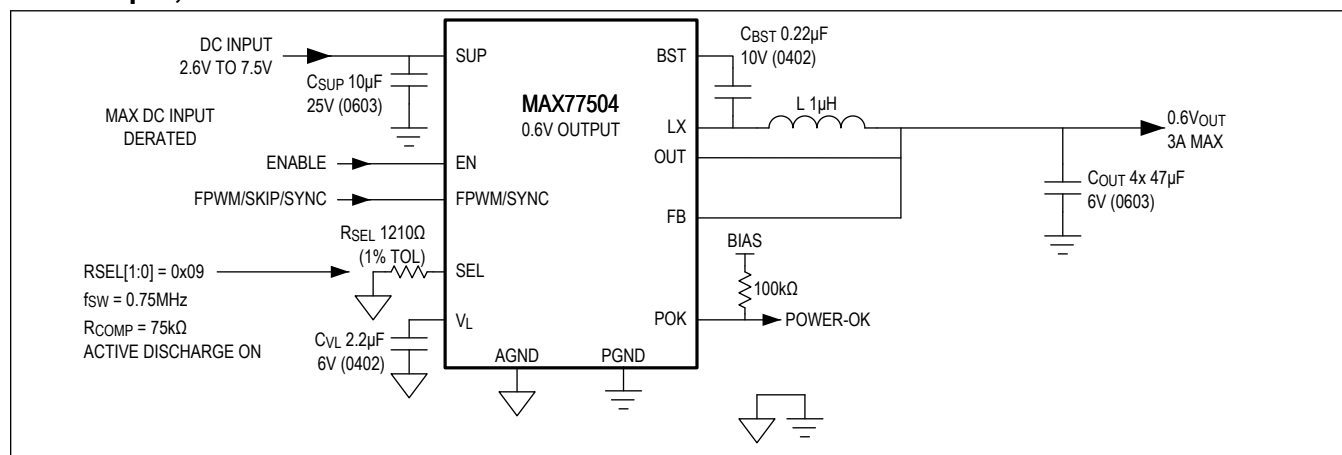 DC INPUT
2.6V TO 7.5V
MAX DC INPUT
DERATED
CSUP 10µF
25V (0603)
ENABLE
FPWM/SKIP/SYNC
RSEL 1210Ω
(1% TOL)
RSEL[1:0] = 0x09
fSW = 0.75MHz
RCOMP = 75kΩ
ACTIVE DISCHARGE ON
CVL 2.2µF
6V (0402)
SUP
EN
FPWM/SYNC
SEL
VL
MAX77504
0.6V OUTPUT
AGND
PGND
BST
LX
OUT
FB
POK
CBST 0.22µF
10V (0402)
L 1µH
0.6VOUT
3A MAX
COUT 4x 47µF
6V (0603)
BIAS
100kΩ
POWER-OK